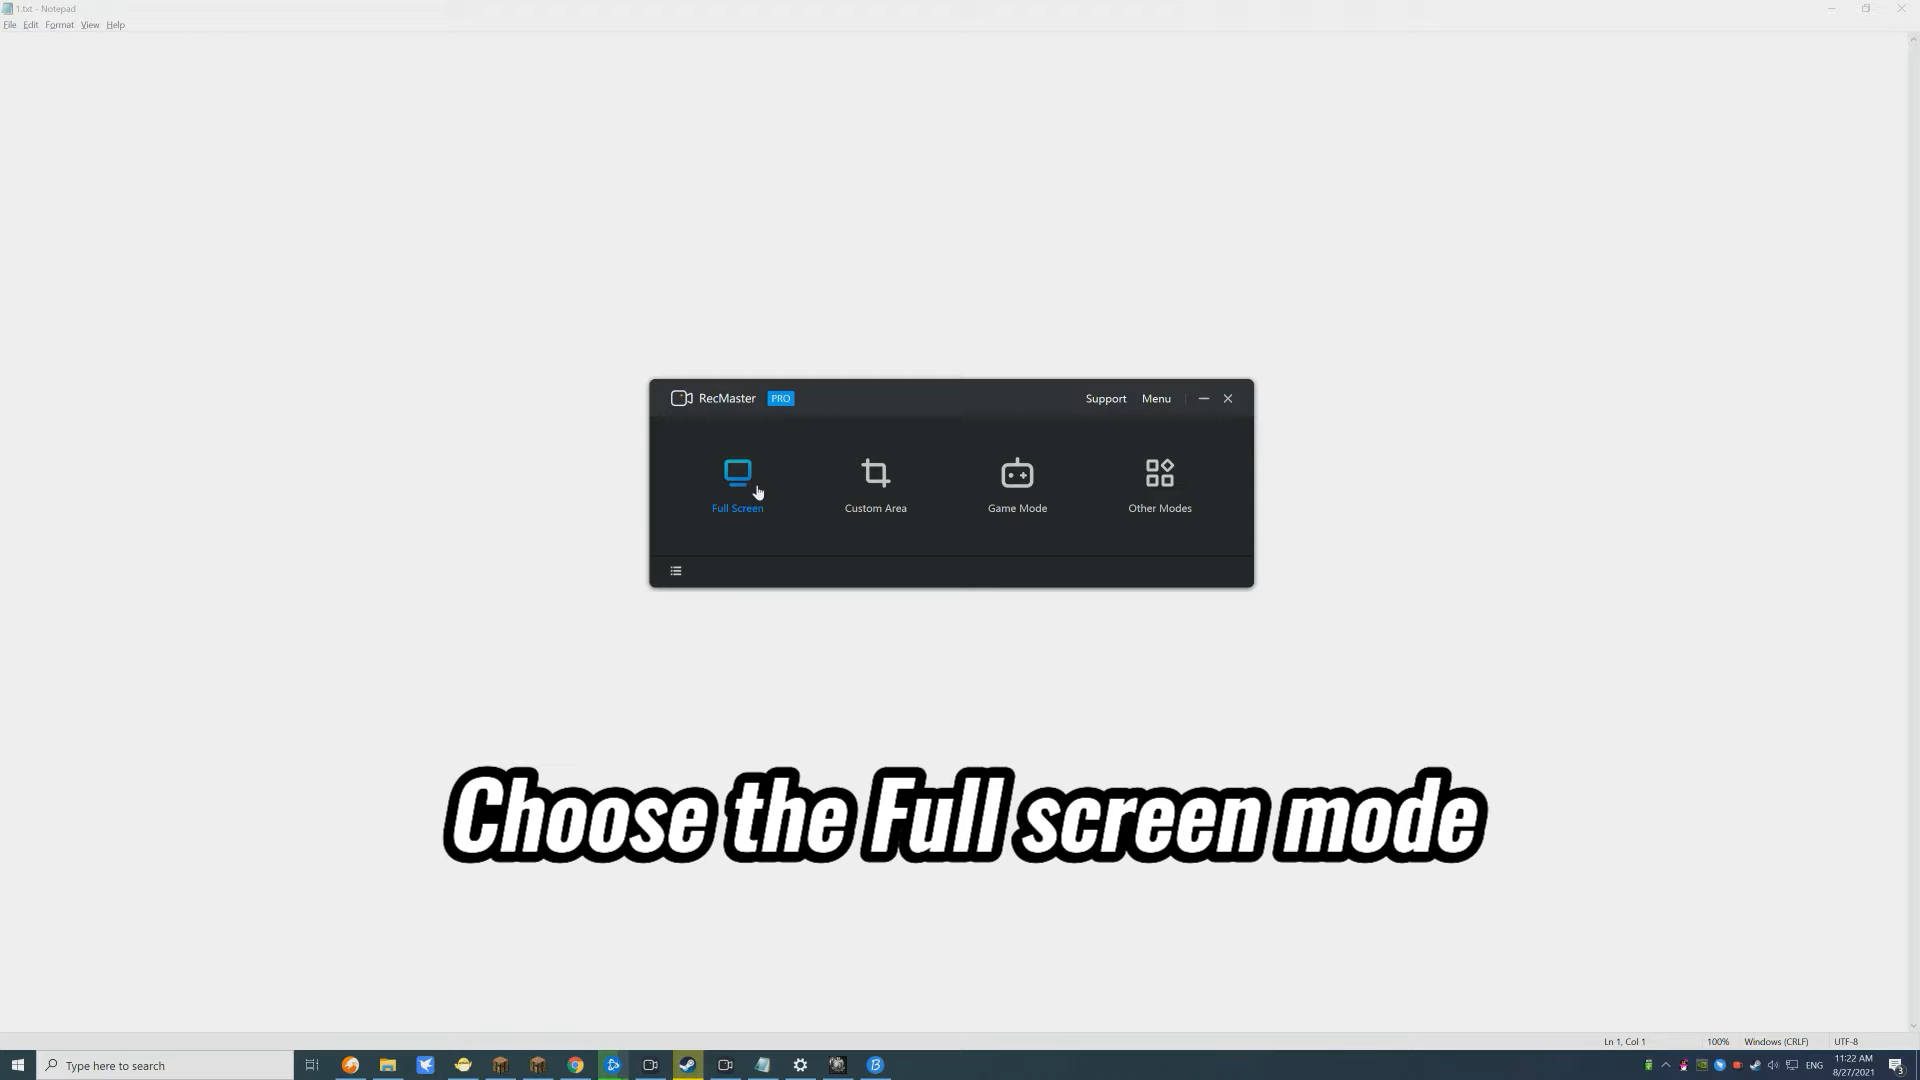 1.txt - Notepad
File Edit Format View Help
RecMaster PRO Support Menu
Full Screen Custom Area Game Mode Other Modes
Choose the Full screen mode
Ln 1, Col 1 100% Windows (CRLF) UTF-8
Type here to search
ENG
11:22 AM
8/27/2021
3